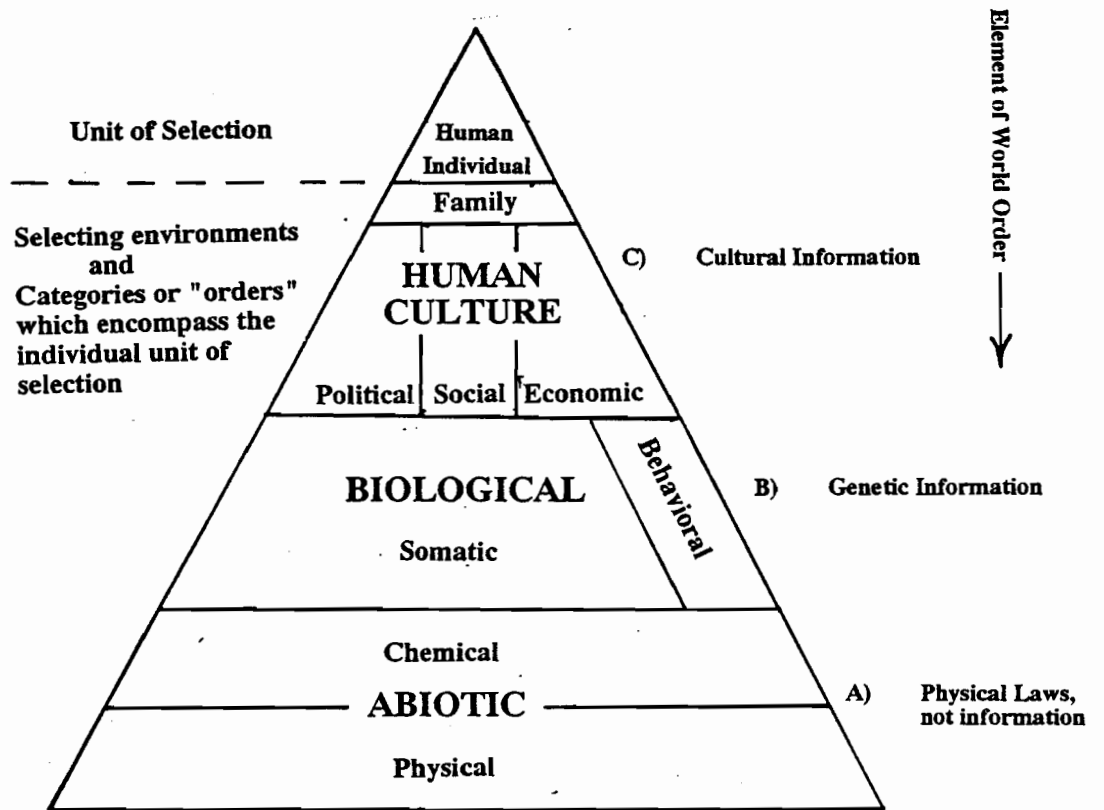 Element of World Order
Unit of Selection
Human
Individual
Family
Selecting environments
and
Categories or "orders"
which encompass the
individual unit of
selection
HUMAN
CULTURE
Political Social Economic
C) Cultural Information
BIOLOGICAL
Somatic
Behavioral
B) Genetic Information
Chemical
ABIOTIC
Physical
A) Physical Laws,
not information